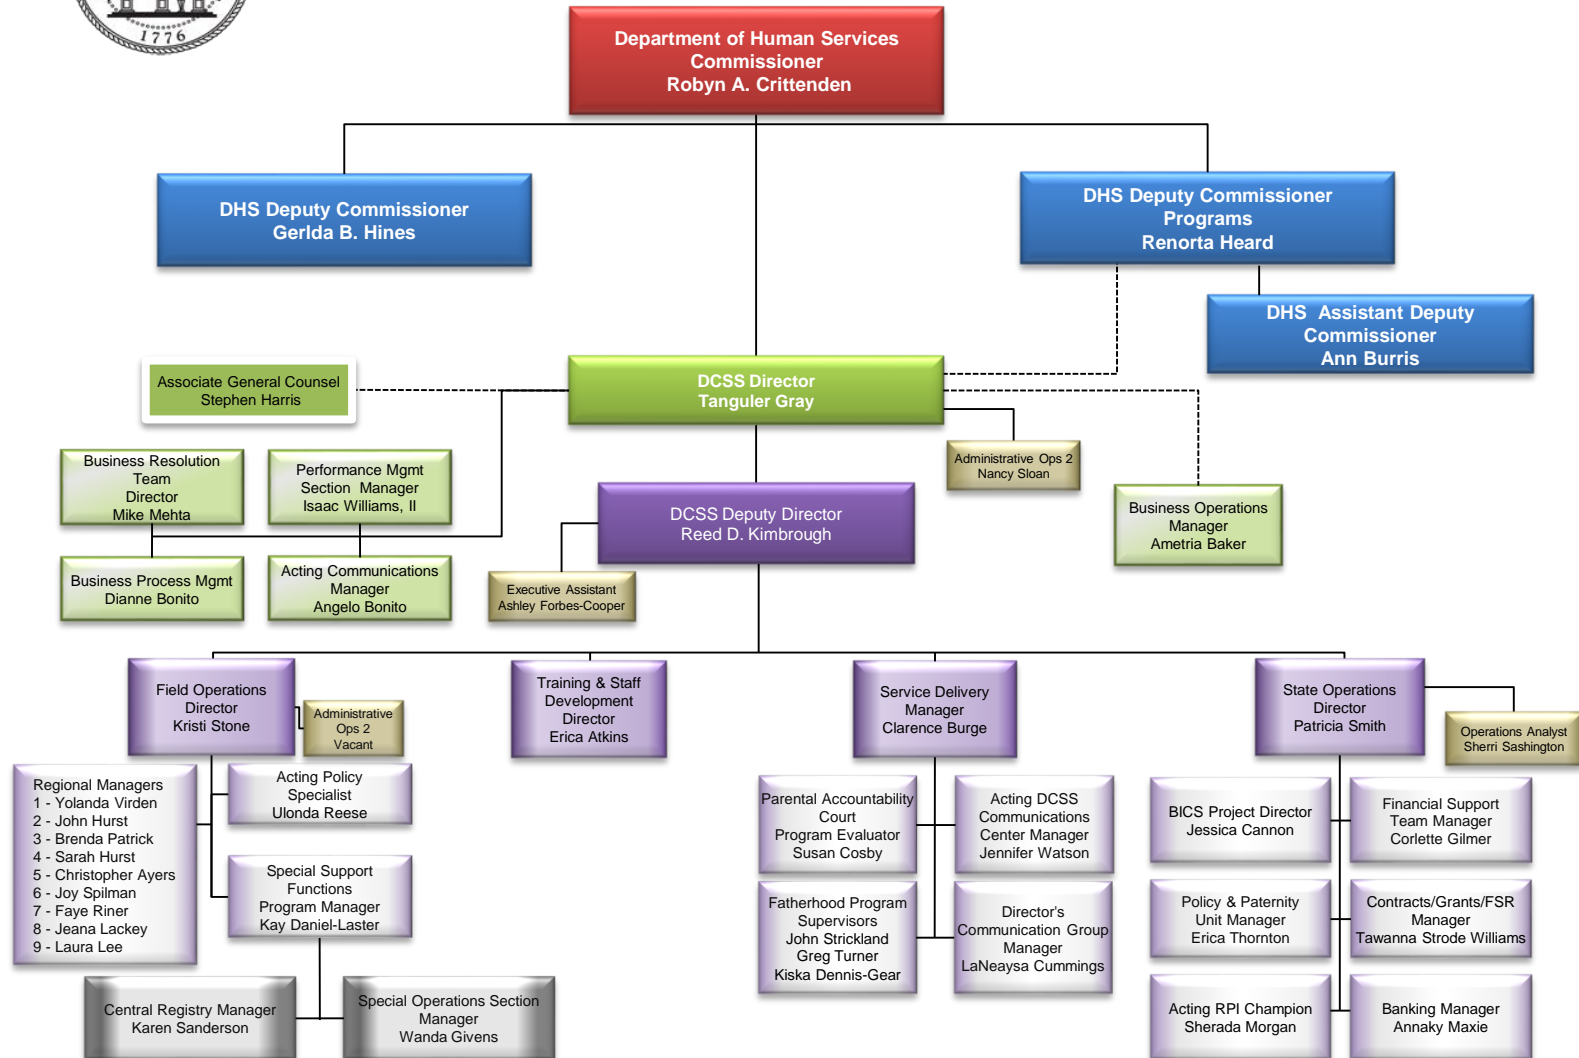 1776
Department of Human Services
Commissioner
Robyn A. Crittenden
DHS Deputy Commissioner
Gerlda B. Hines
DHS Deputy Commissioner
Programs
Renorta Heard
DHS  Assistant Deputy
Commissioner
Ann Burris
Associate General Counsel
Stephen Harris
DCSS Director
Tanguler Gray
Administrative Ops 2
Nancy Sloan
Business Resolution
Team
Director
Mike Mehta
Performance Mgmt
Section  Manager
Isaac Williams, II
DCSS Deputy Director
Reed D. Kimbrough
Business Operations
Manager
Ametria Baker
Business Process Mgmt
Dianne Bonito
Acting Communications
Manager
Angelo Bonito
Executive Assistant
Ashley Forbes-Cooper
Field Operations
Director
Kristi Stone
Administrative
Ops 2
Vacant
Training & Staff
Development
Director
Erica Atkins
Service Delivery
Manager
Clarence Burge
State Operations
Director
Patricia Smith
Operations Analyst
Sherri Sashington
Regional Managers
1 - Yolanda Virden
2 - John Hurst
3 - Brenda Patrick
4 - Sarah Hurst
5 - Christopher Ayers
6 - Joy Spilman
7 - Faye Riner
8 - Jeana Lackey
9 - Laura Lee
Acting Policy
Specialist
Ulonda Reese
Special Support
Functions
Program Manager
Kay Daniel-Laster
Central Registry Manager
Karen Sanderson
Special Operations Section
Manager
Wanda Givens
Parental Accountability
Court
Program Evaluator
Susan Cosby
Acting DCSS
Communications
Center Manager
Jennifer Watson
Fatherhood Program
Supervisors
John Strickland
Greg Turner
Kiska Dennis-Gear
Director's
Communication Group
Manager
LaNeaysa Cummings
BICS Project Director
Jessica Cannon
Financial Support
Team Manager
Corlette Gilmer
Policy & Paternity
Unit Manager
Erica Thornton
Contracts/Grants/FSR
Manager
Tawanna Strode Williams
Acting RPI Champion
Sherada Morgan
Banking Manager
Annaky Maxie